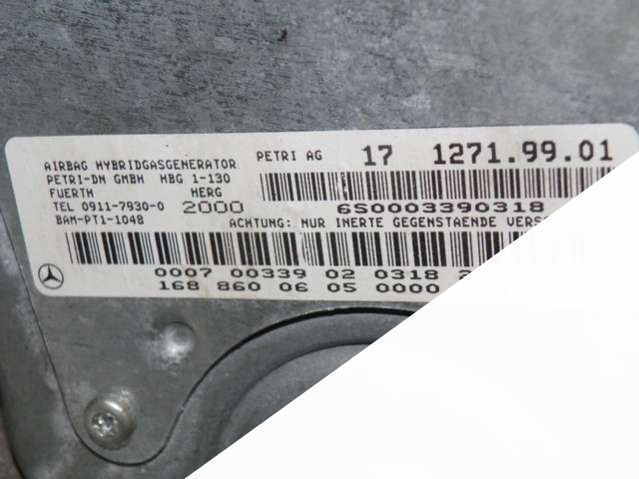 AIRBAG HYBRIDGASGENERATOR PETRI AG 17 1271.99.01
PETRI-DN GMBH HBG 1-130
FUERTH HERG
TEL 0911-7930-0 2000 6S0003390318
BAM-PT1-1048 ACHTUNG: NUR INERTE GEGENSTAENDE
0007 00339 02 0318
168 860 06 05 0000